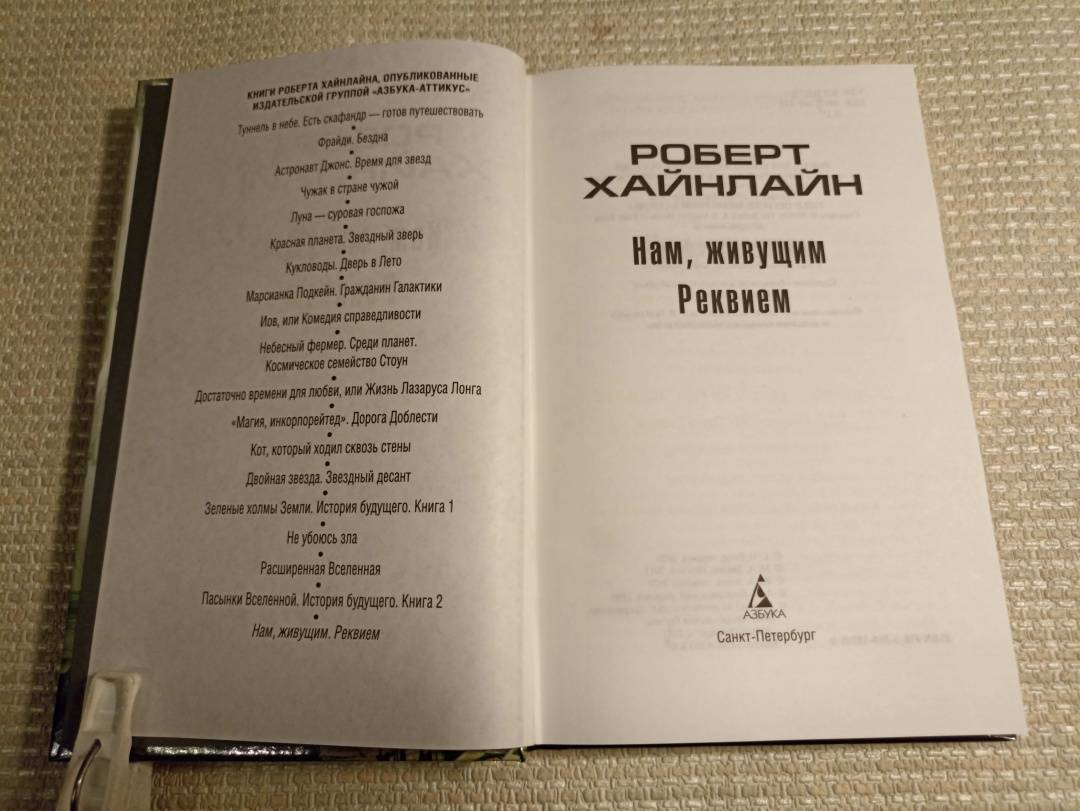 КНИГИ РОБЕРТА ХАЙНЛАЙНА, ОПУБЛИКОВАННЫЕ
ИЗДАТЕЛЬСКОЙ ГРУППОЙ «АЗБУКА-АТТИКУС»
Туннель в небе. Есть скафандр — готов путешествовать
•
Фрайди. Бездна
•
Астронавт Джонс. Время для звезд
•
Чужак в стране чужой
•
Луна — суровая госпожа
•
Красная планета. Звездный зверь
•
Кукловоды. Дверь в Лето
•
Марсианка Подкейн. Гражданин Галактики
•
Иов, или Комедия справедливости
•
Небесный фермер. Среди планет.
Космическое семейство Стоун
•
Достаточно времени для любви, или Жизнь Лазаруса Лонга
•
«Магия, инкорпорейтед». Дорога Доблести
•
Кот, который ходил сквозь стены
•
Двойная звезда. Звездный десант
•
Зеленые холмы Земли. История будущего. Книга 1
•
Не убоюсь зла
•
Расширенная Вселенная
•
Пасынки Вселенной. История будущего. Книга 2
•
Нам, живущим. Реквием
РОБЕРТ
ХАЙНЛАЙН
Нам, живущим
Реквием
АЗБУКА
Санкт-Петербург